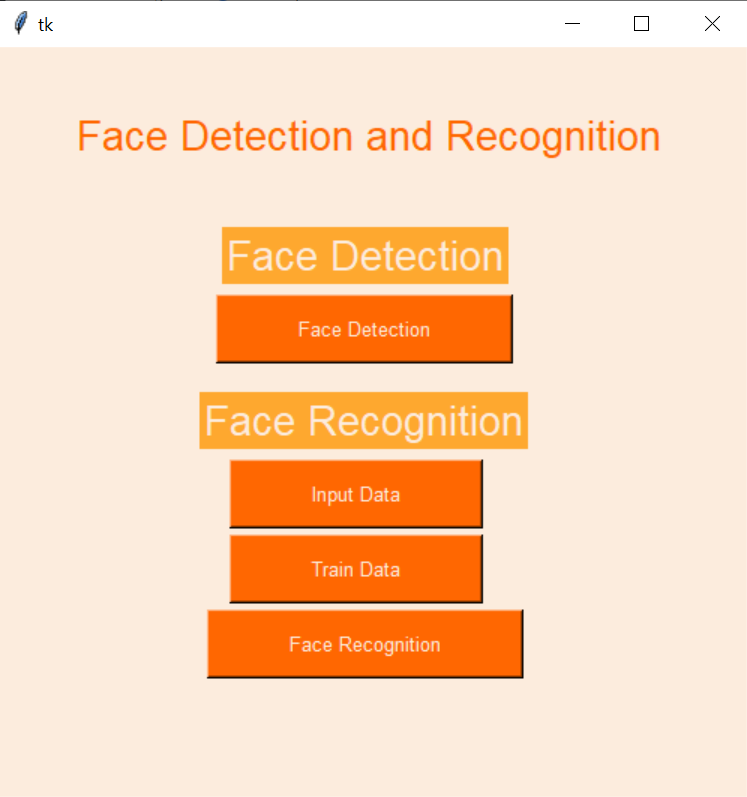 tk
Face Detection and Recognition
Face Detection
Face Detection
Face Recognition
Input Data
Train Data
Face Recognition